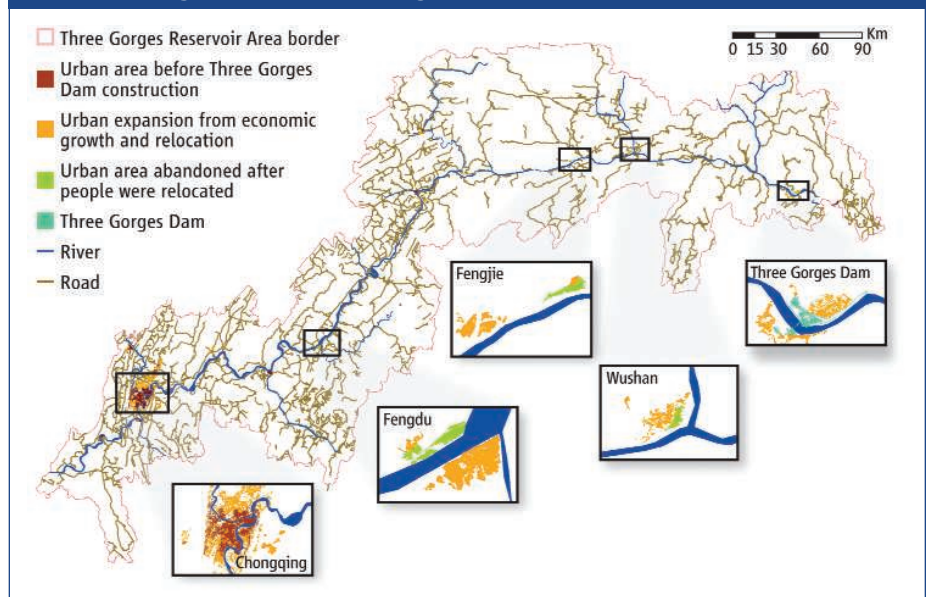 Three Gorges Reservoir Area border
Urban area before Three Gorges
Dam construction
Urban expansion from economic
growth and relocation
Urban area abandoned after
people were relocated
Three Gorges Dam
River
Road
Km
0 15 30 60 90
Fengjie
Three Gorges Dam
Wushan
Fengdu
Chongqing